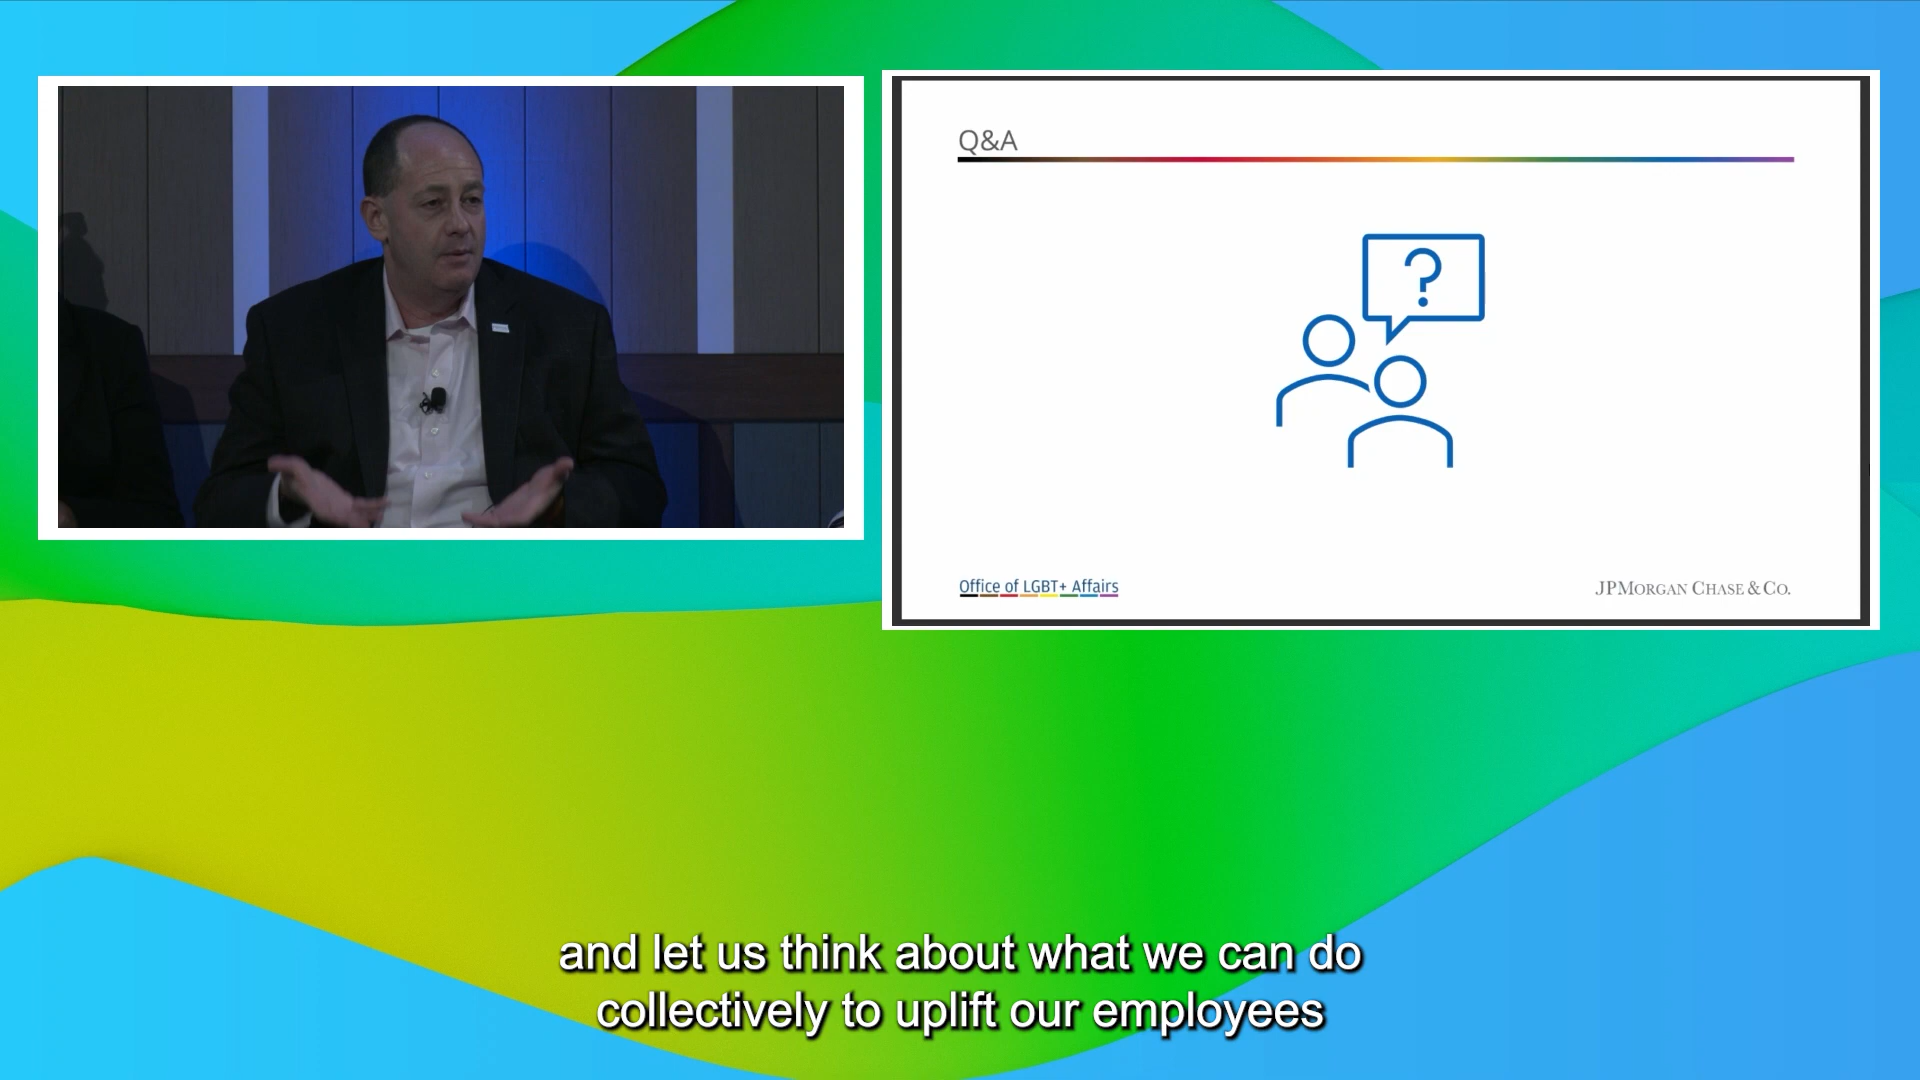 Q&A
?
Office of LGBT+ Affairs
JPMORGAN CHASE & CO.
and let us think about what we can do
collectively to uplift our employees